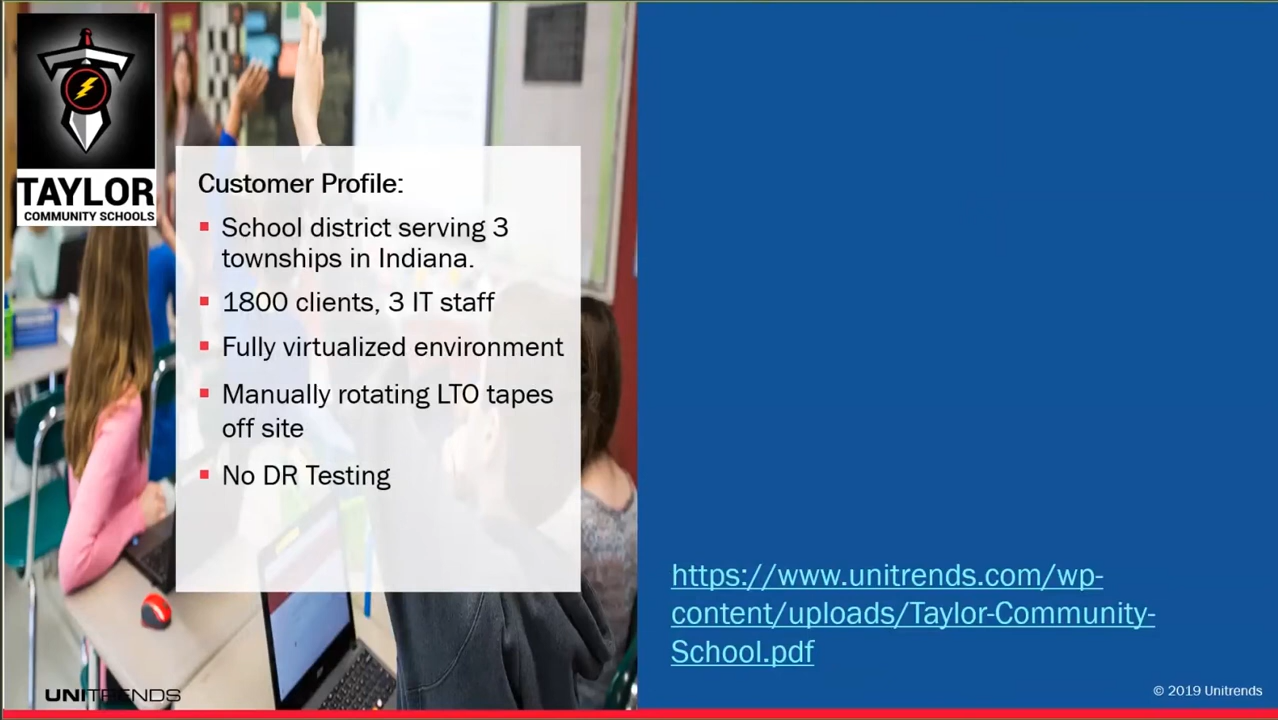 TAYLOR
COMMUNITY SCHOOLS
Customer Profile:
School district serving 3
townships in Indiana.
1800 clients, 3 IT staff
Fully virtualized environment
Manually rotating LTO tapes
off site
No DR Testing
https://www.unitrends.com/wp-
content/uploads/Taylor-Community-
School.pdf
UNITRENDS
© 2019 Unitrends